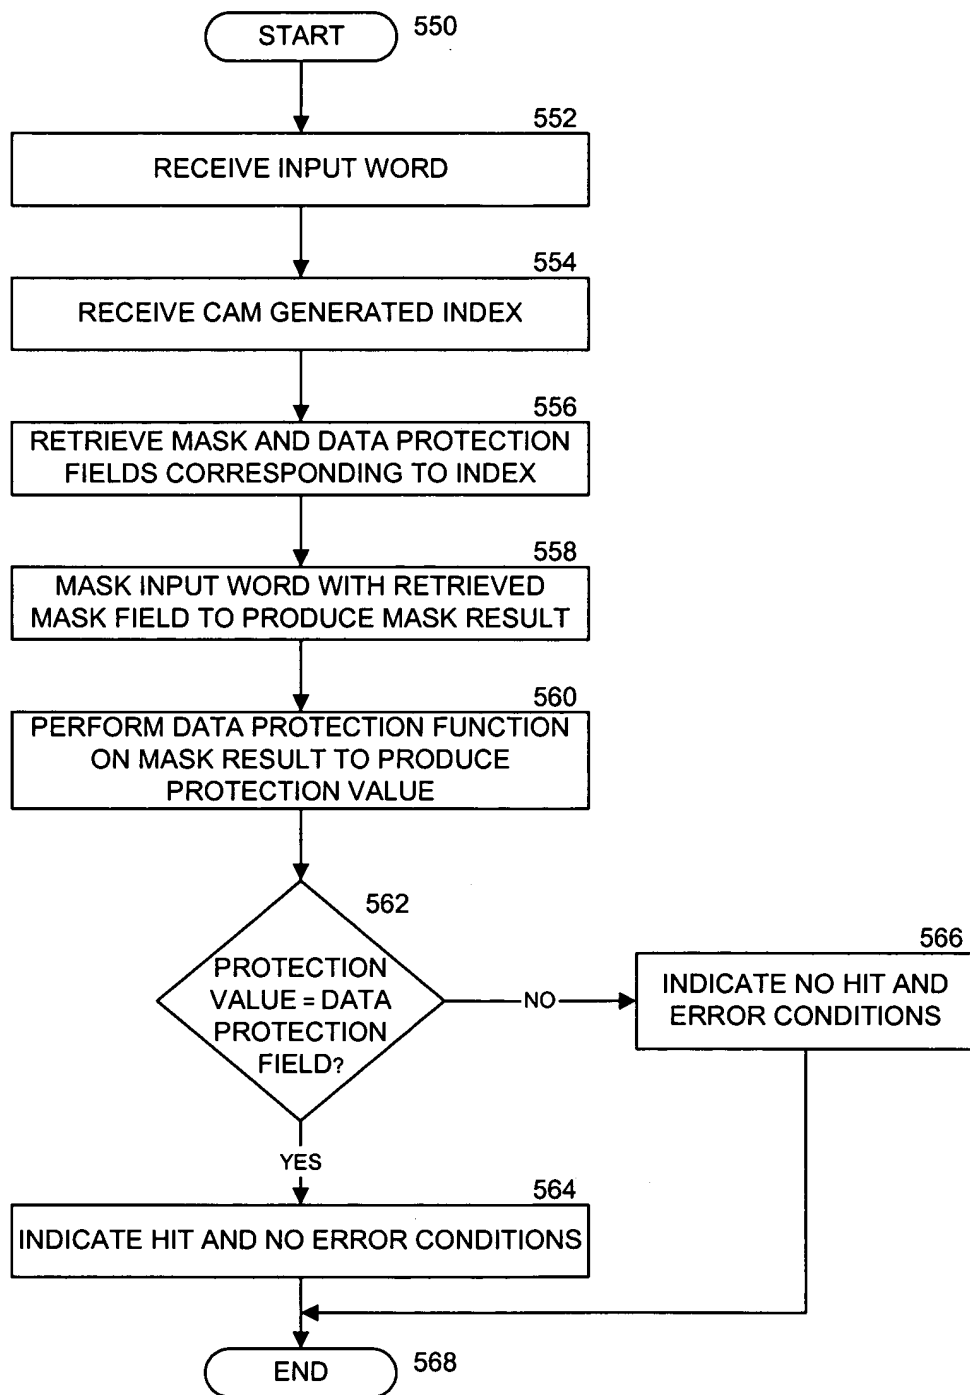 START
550
552
RECEIVE INPUT WORD
554
RECEIVE CAM GENERATED INDEX
556
RETRIEVE MASK AND DATA PROTECTION
FIELDS CORRESPONDING TO INDEX
558
MASK INPUT WORD WITH RETRIEVED
MASK FIELD TO PRODUCE MASK RESULT
560
PERFORM DATA PROTECTION FUNCTION
ON MASK RESULT TO PRODUCE
PROTECTION VALUE
562
PROTECTION
VALUE = DATA
PROTECTION
FIELD?
NO
566
INDICATE NO HIT AND
ERROR CONDITIONS
YES
564
INDICATE HIT AND NO ERROR CONDITIONS
END
568